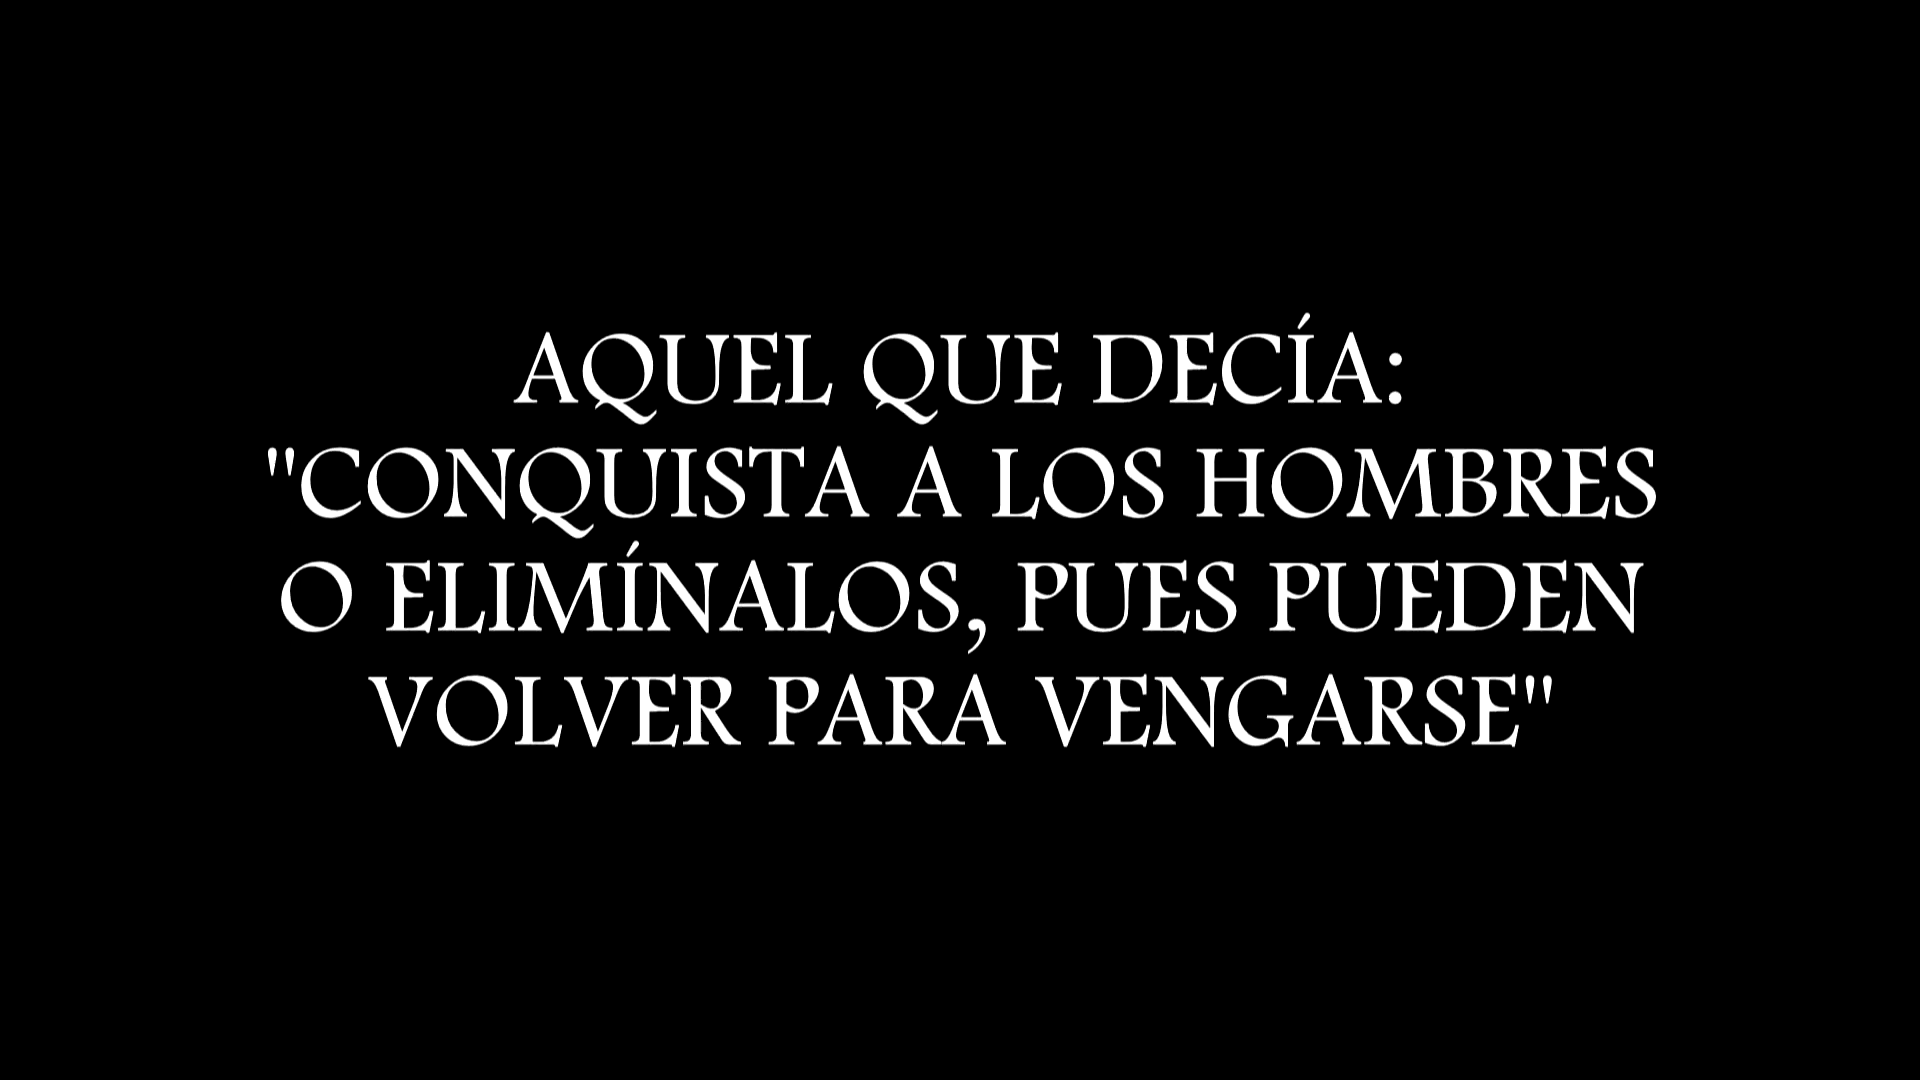 AQUEL QUE DECÍA:
"CONQUISTA A LOS HOMBRES
O ELIMÍNALOS, PUES PUEDEN
VOLVER PARA VENGARSE"